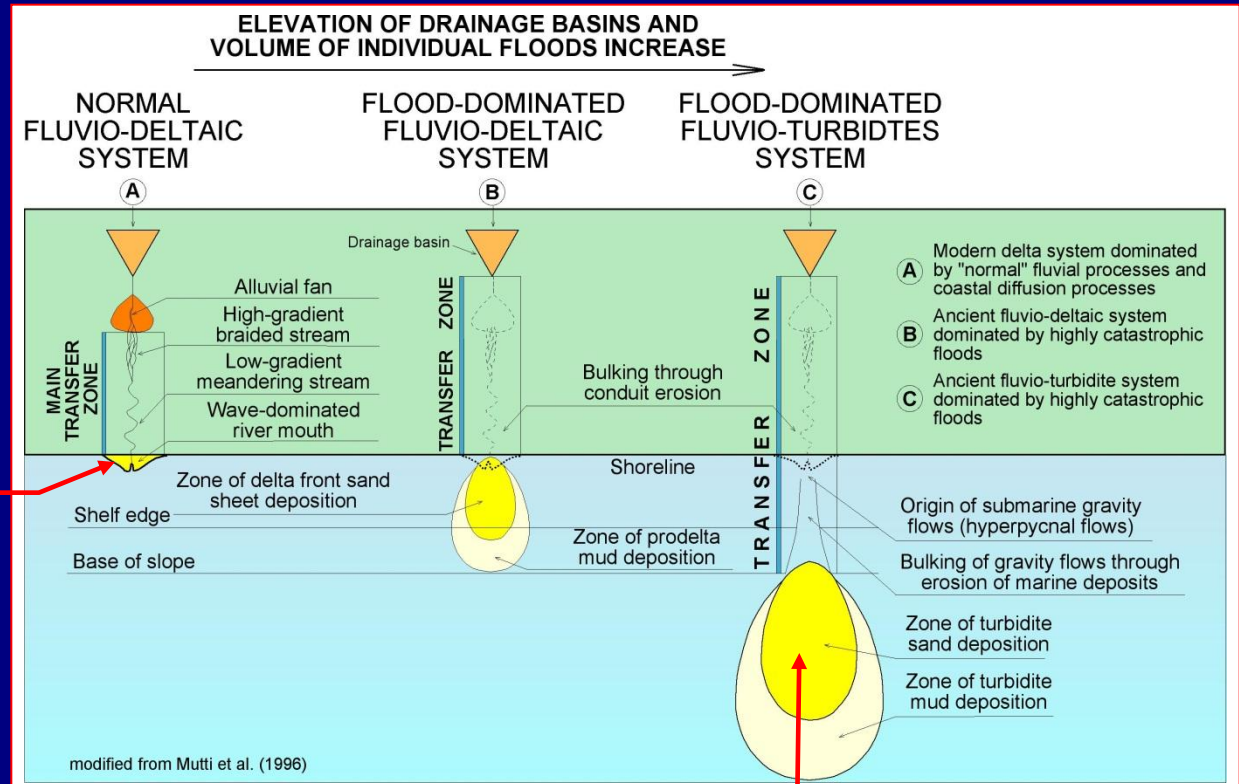 ELEVATION OF DRAINAGE BASINS AND
VOLUME OF INDIVIDUAL FLOODS INCREASE
NORMAL
FLUVIO-DELTAIC
SYSTEM
A
FLOOD-DOMINATED
FLUVIO-DELTAIC
SYSTEM
B
FLOOD-DOMINATED
FLUVIO-TURBIDTES
SYSTEM
C
Drainage basin
Alluvial fan
High-gradient
braided stream
Low-gradient
meandering stream
Wave-dominated
river mouth
MAIN
TRANSFER
ZONE
TRANSFER ZONE
Bulking through
conduit erosion
TRANSFER ZONE
A
Modern delta system dominated
by "normal" fluvial processes and
coastal diffusion processes
B
Ancient fluvio-deltaic system
dominated by highly catastrophic
floods
C
Ancient fluvio-turbidite system
dominated by highly catastrophic
floods
Shoreline
Zone of delta front sand
sheet deposition
Shelf edge
Base of slope
Zone of prodelta
mud deposition
Origin of submarine gravity
flows (hyperpycnal flows)
Bulking of gravity flows through
erosion of marine deposits
Zone of turbidite
sand deposition
Zone of turbidite
mud deposition
modified from Mutti et al. (1996)